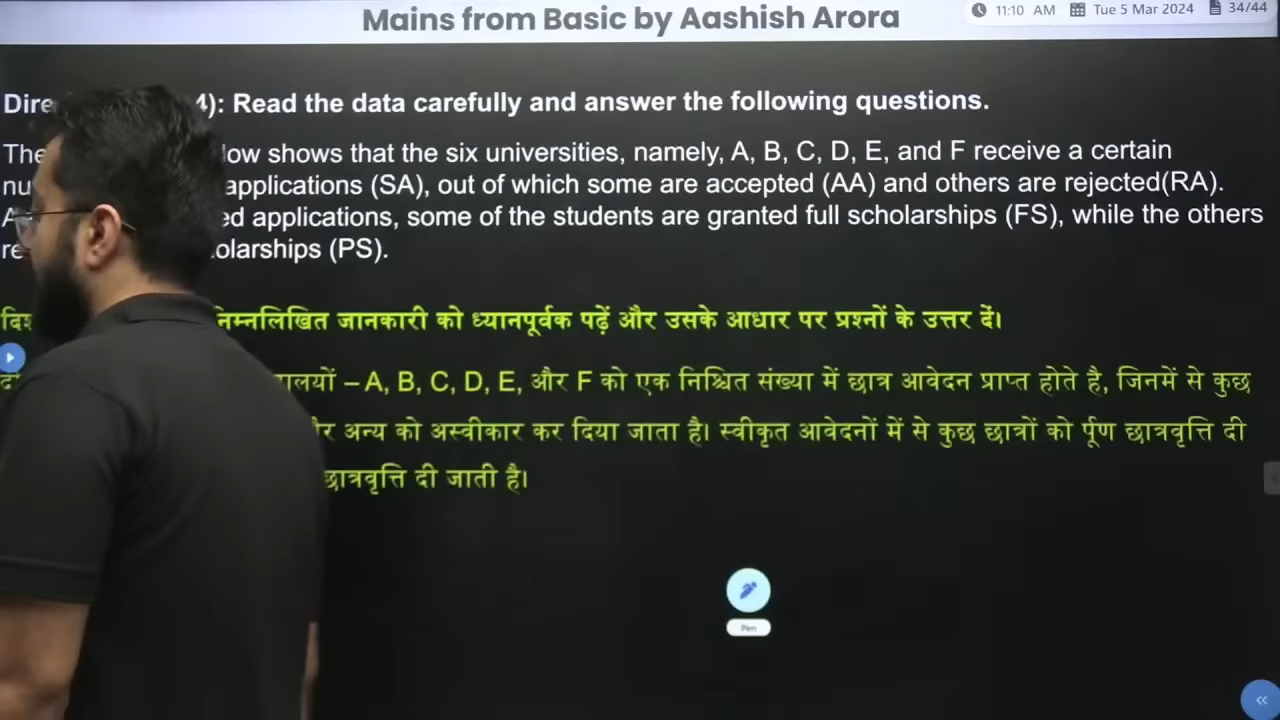 Mains from Basic by Aashish Arora
11:10 AM Tue 5 Mar 2024 34/44
4): Read the data carefully and answer the following questions.
The low shows that the six universities, namely, A, B, C, D, E, and F receive a certain
applications (SA), out of which some are accepted (AA) and others are rejected(RA).
applications, some of the students are granted full scholarships (FS), while the others
(PS).
निम्नलिखित जानकारी को ध्यानपूर्वक पढ़ें और उसके आधार पर प्रश्नों के उत्तर दें।
– A, B, C, D, E, और F को एक निश्चित संख्या में छात्र आवेदन प्राप्त होते है, जिनमें से कुछ
अन्य को अस्वीकार कर दिया जाता है। स्वीकृत आवेदनों में से कुछ छात्रों को र्पूण छात्रवृत्ति दी
छात्रवृत्ति दी जाती है।
Pen